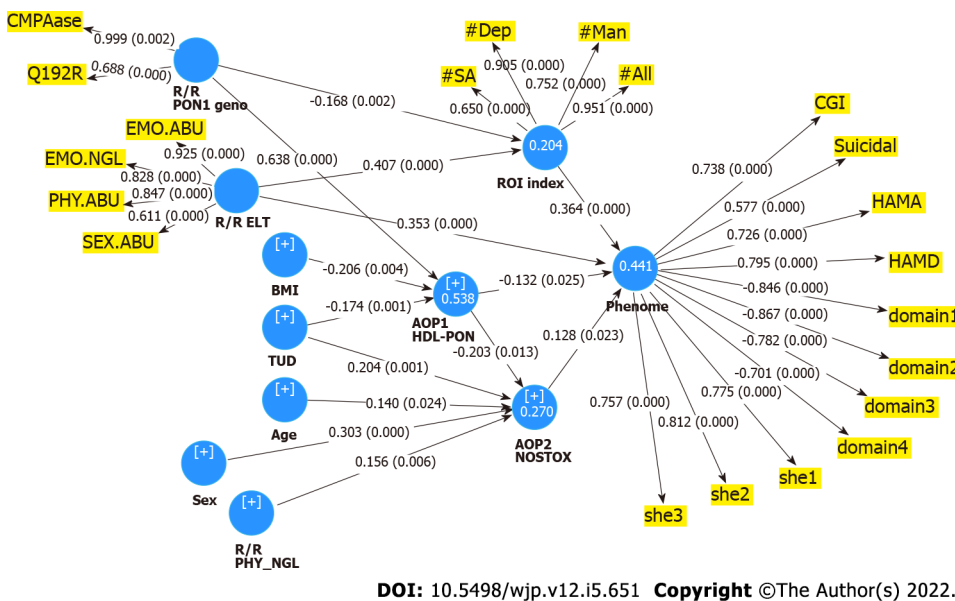 CMPAase
0.999 (0.002)
Q192R
0.688 (0.000)
R/R
PON1 geno
EMO.ABU
0.925 (0.000)
EMO.NGL
0.828 (0.000)
PHY.ABU
0.847 (0.000)
0.611 (0.000)
SEX.ABU
R/R ELT
-0.168 (0.002)
0.638 (0.000)
0.407 (0.000)
0.353 (0.000)
#Dep
#Man
#SA
#All
0.905 (0.000)
0.752 (0.000)
0.650 (0.000)
0.951 (0.000)
0.204
ROI index
0.364 (0.000)
[+]
BMI
-0.206 (0.004)
[+]
TUD
-0.174 (0.001)
0.204 (0.001)
[+]
0.538
AOP1
HDL-PON
-0.132 (0.025)
-0.203 (0.013)
0.128 (0.023)
[+]
Age
0.140 (0.024)
[+]
Sex
0.303 (0.000)
[+]
R/R
PHY_NGL
0.156 (0.006)
[+]
0.270
AOP2
NOSTOX
0.441
Phenome
CGI
0.738 (0.000)
Suicidal
0.577 (0.000)
HAMA
0.726 (0.000)
HAMD
0.795 (0.000)
domain1
-0.846 (0.000)
domain2
-0.867 (0.000)
domain3
-0.782 (0.000)
domain4
-0.701 (0.000)
she1
0.775 (0.000)
she2
0.812 (0.000)
she3
0.757 (0.000)
DOI: 10.5498/wjp.v12.i5.651 Copyright ©The Author(s) 2022.